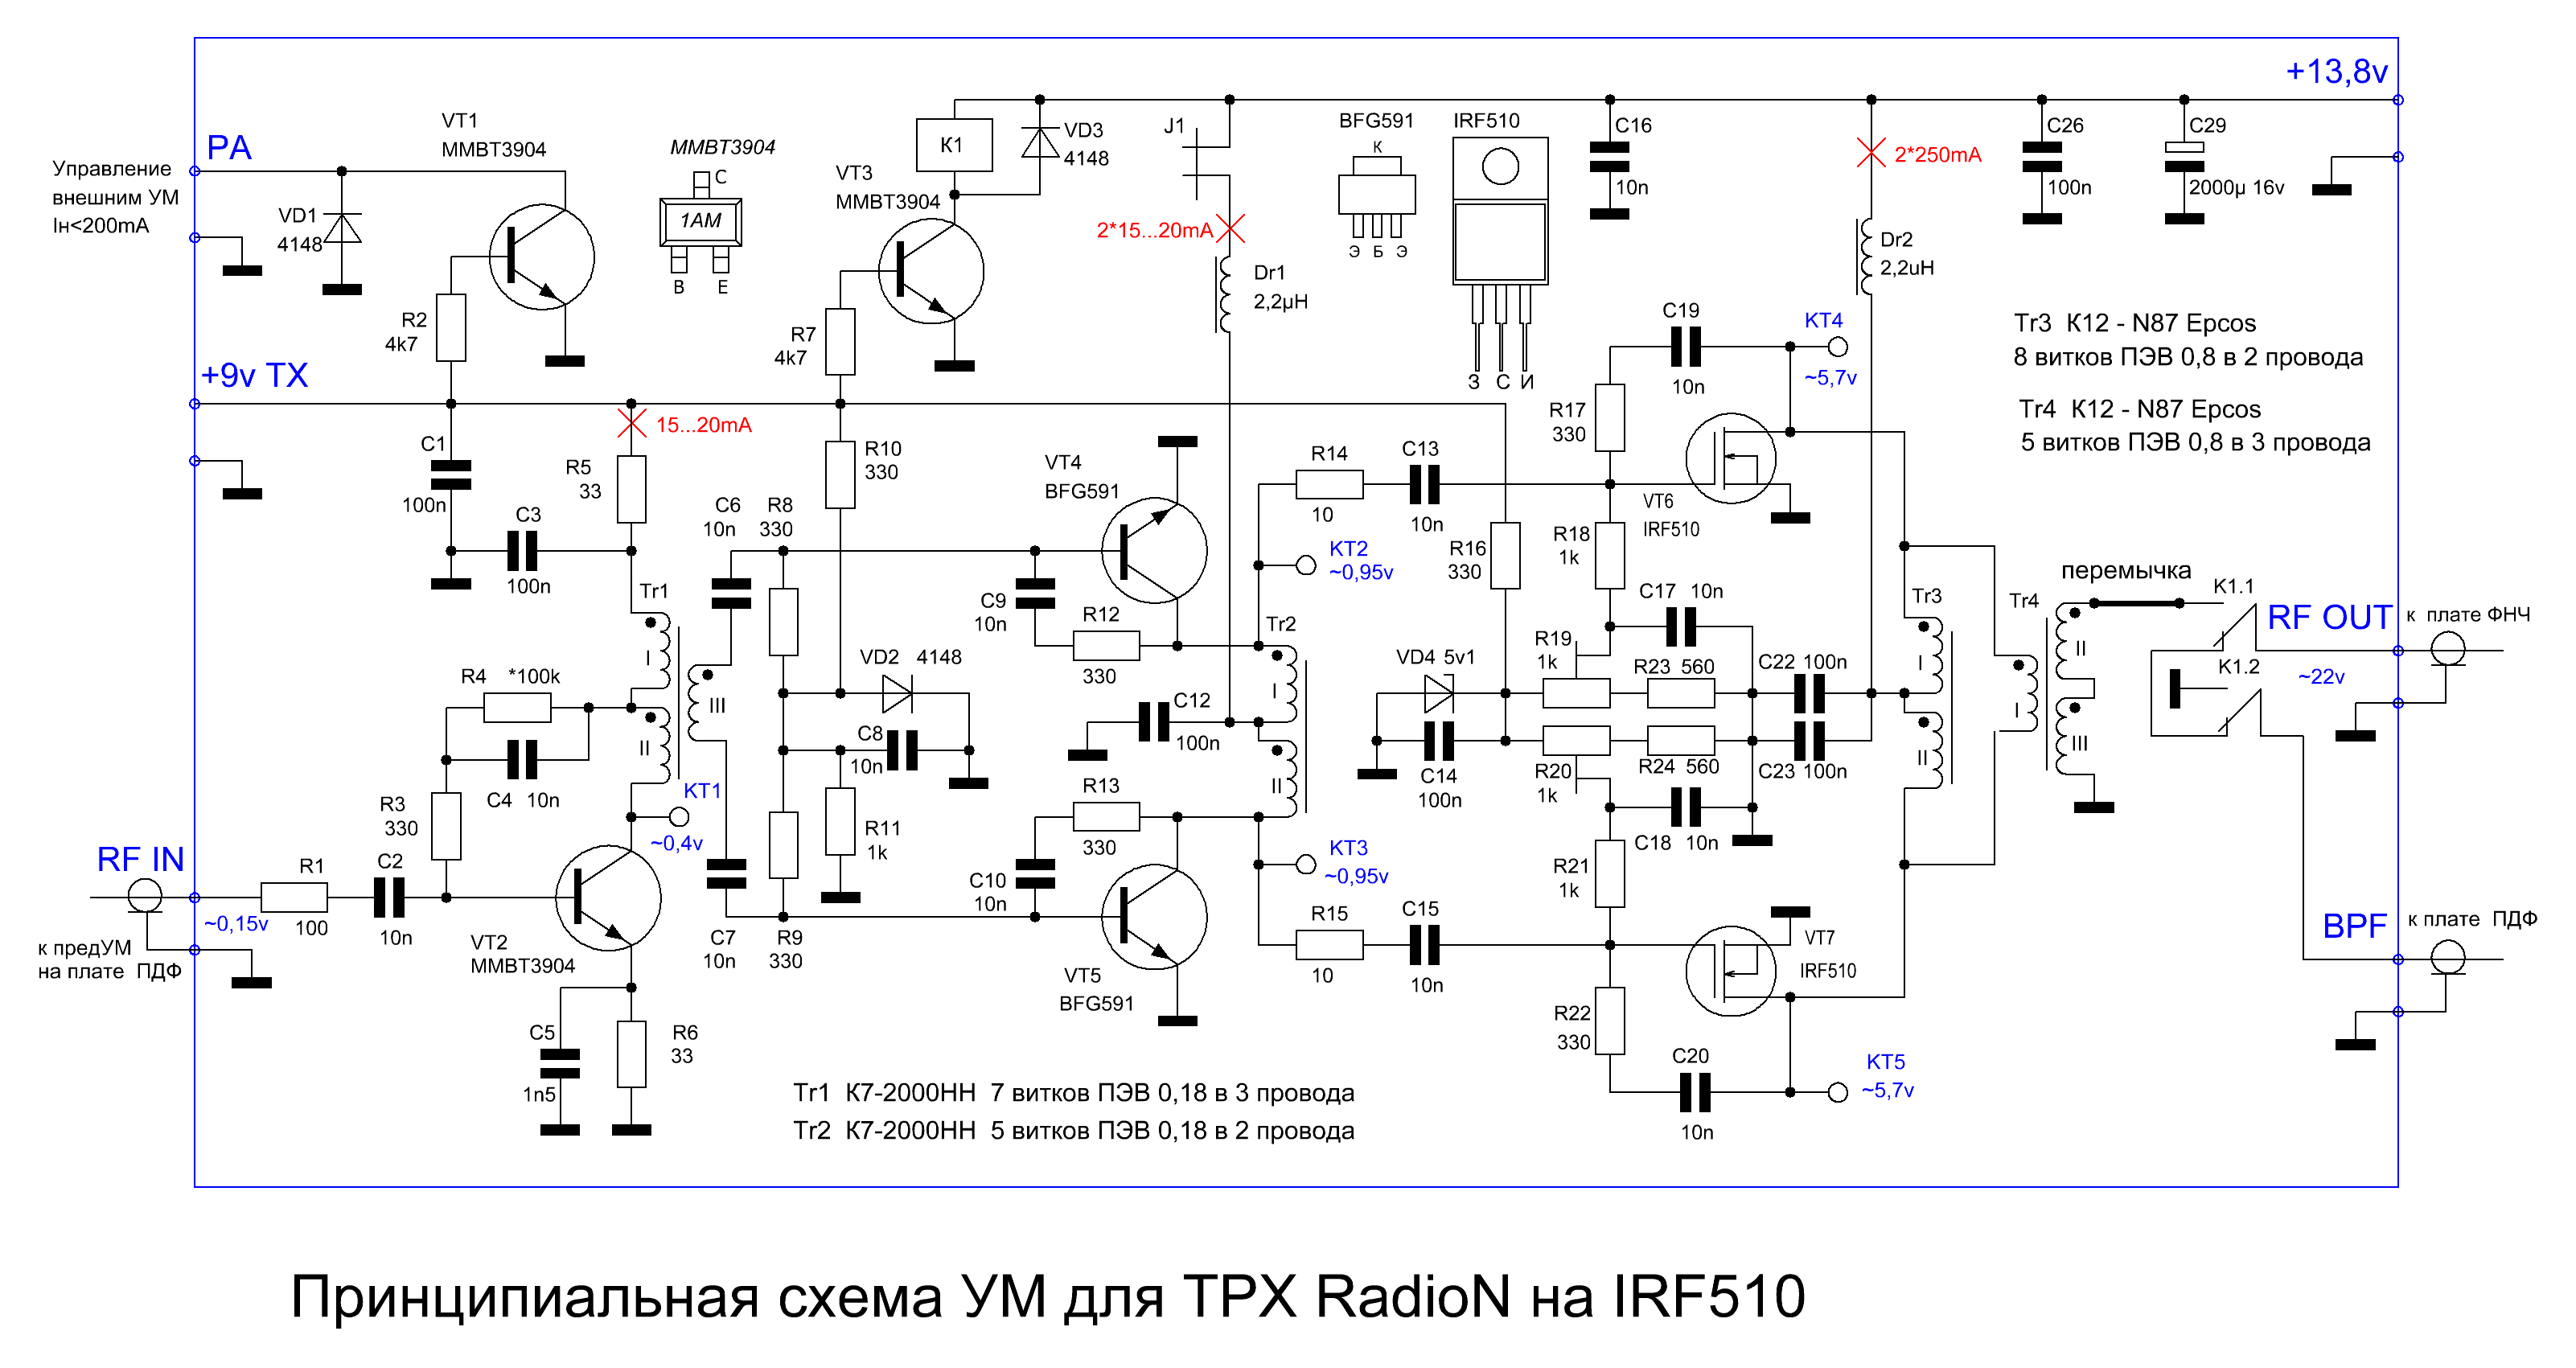 +13,8v
PA
Управление
внешним УМ
Iн<200mA
VT1
MMBT3904
VD1
4148
R2
4k7
MMBT3904
C
1AM
B E
K1
VD3
4148
VT3
MMBT3904
R7
4k7
J1
2*15...20mA
Dr1
2,2µH
BFG591
К
Э Б Э
IRF510
З С И
C16
10n
2*250mA
Dr2
2,2uH
C26
100n
C29
2000µ 16v
Tr3 К12 - N87 Epcos
8 витков ПЭВ 0,8 в 2 провода
Tr4 К12 - N87 Epcos
5 витков ПЭВ 0,8 в 3 провода
+9v TX
15...20mA
C1
100n
C3
100n
R5
33
Tr1
I
II
III
R4 *100k
C4 10n
R3
330
KT1
~0,4v
RF IN
~0,15v
к предУМ
на плате ПДФ
R1
100
C2
10n
VT2
MMBT3904
C5
1n5
R6
33
C6
10n
R8
330
R10
330
VD2 4148
C8
10n
R11
1k
C7
10n
R9
330
VT4
BFG591
C9
10n
R12
330
C12
100n
R13
330
C10
10n
VT5
BFG591
Tr2
I
II
KT2
~0,95v
KT3
~0,95v
R14
10
C13
10n
R15
10
C15
10n
R16
330
VD4 5v1
C14
100n
R17
330
C19
10n
KT4
~5,7v
VT6
IRF510
R18
1k
C17 10n
R19
1k
R23 560
C22 100n
R20
1k
R24 560
C23 100n
C18 10n
R21
1k
VT7
IRF510
R22
330
C20
10n
KT5
~5,7v
Tr3
I
II
Tr4
I
II
III
перемычка
K1.1
K1.2
RF OUT
~22v
к плате ФНЧ
BPF
к плате ПДФ
Tr1 К7-2000НН 7 витков ПЭВ 0,18 в 3 провода
Tr2 К7-2000НН 5 витков ПЭВ 0,18 в 2 провода
Принципиальная схема УМ для ТРХ RadioN на IRF510